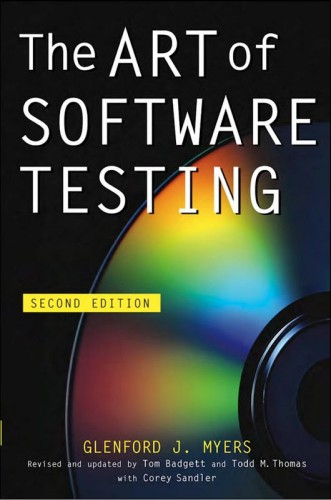 The ART of
SOFTWARE
TESTING
SECOND EDITION
GLENFORD J. MYERS
Revised and updated by Tom Badgett and Todd M. Thomas
with Corey Sandler